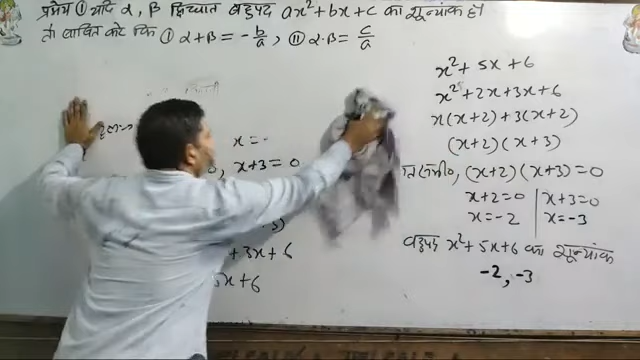 प्रमेय ① यदि α, β द्विघात बहुपद ax²+bx+c का शून्यांक हो
तो साबित करें कि ① α+β = -b/a , ⑪ α·β = c/a
हल:-
x = -
, x+3 = 0
+ 3x + 6
5x + 6
x² + 5x + 6
x² + 2x + 3x + 6
x(x+2) + 3(x+2)
(x+2)(x+3)
(x+2)(x+3) = 0
x+2=0 | x+3=0
x=-2 | x=-3
बहुपद x²+5x+6 का शून्यांक
-2, -3